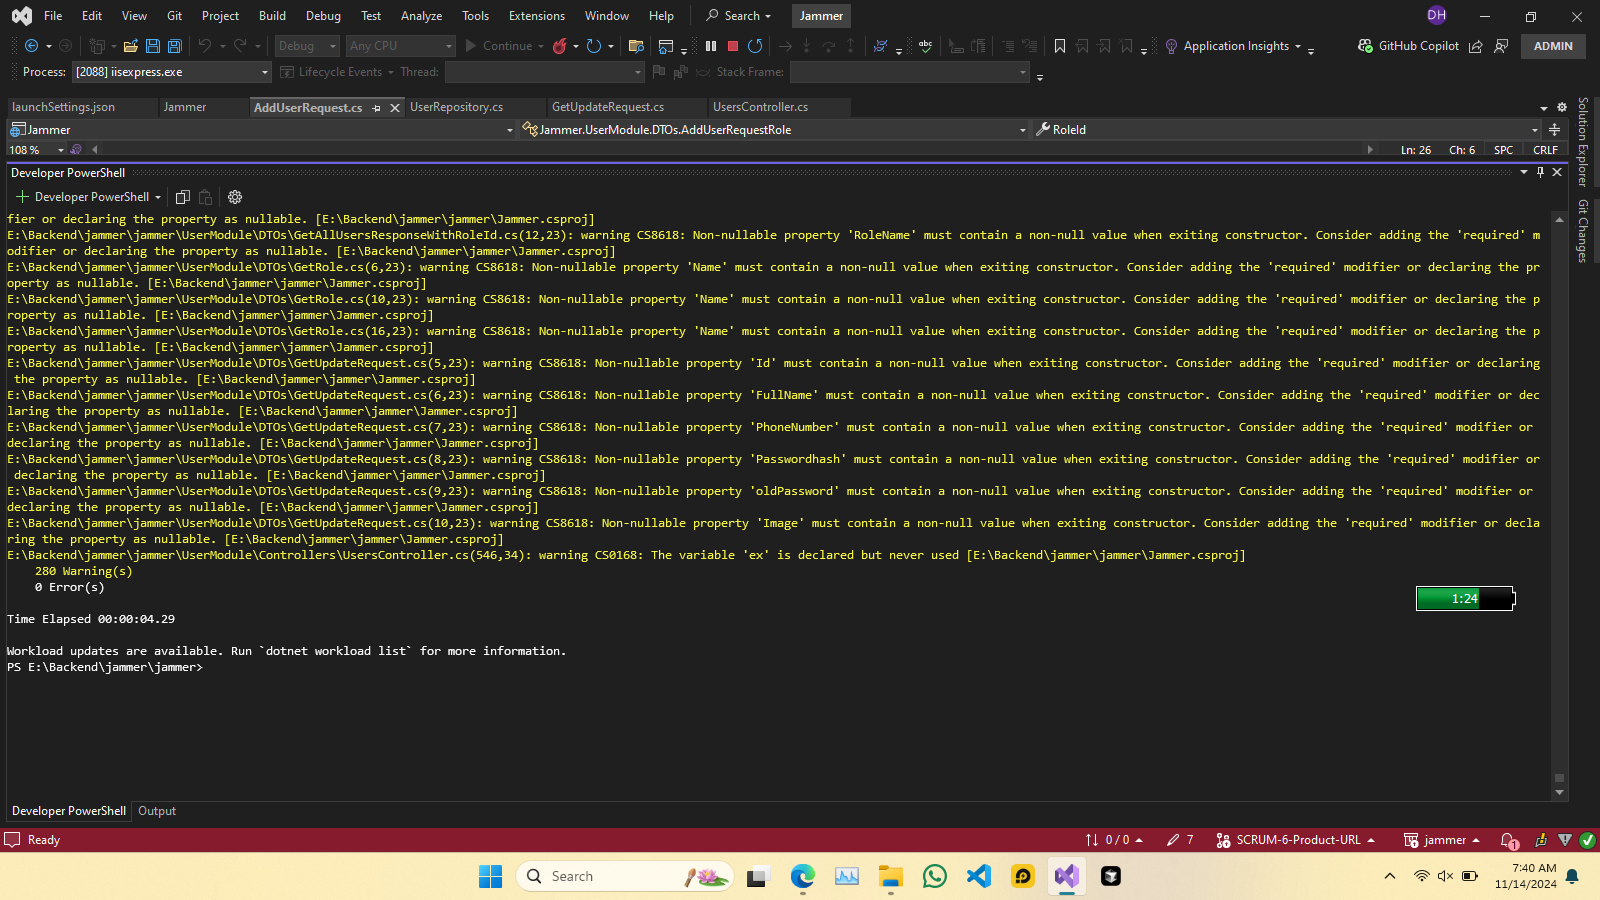 File Edit View Git Project Build Debug Test Analyze Tools Extensions Window Help Search Jammer DH
Debug Any CPU Continue Application Insights GitHub Copilot ADMIN
Process: [2088] iisexpress.exe Lifecycle Events Thread: Stack Frame:
launchSettings.json Jammer AddUserRequest.cs UserRepository.cs GetUpdateRequest.cs UsersController.cs
Jammer Jammer.UserModule.DTOs.AddUserRequestRole RoleId
108 % Ln: 26 Ch: 6 SPC CRLF
Solution Explorer
Git Changes
Developer PowerShell
Developer PowerShell
fier or declaring the property as nullable. [E:\Backend\jammer\jammer\Jammer.csproj]
E:\Backend\jammer\jammer\UserModule\DTOs\GetAllUsersResponseWithRoleId.cs(12,23): warning CS8618: Non-nullable property 'RoleName' must contain a non-null value when exiting constructor. Consider adding the 'required' m
odifier or declaring the property as nullable. [E:\Backend\jammer\jammer\Jammer.csproj]
E:\Backend\jammer\jammer\UserModule\DTOs\GetRole.cs(6,23): warning CS8618: Non-nullable property 'Name' must contain a non-null value when exiting constructor. Consider adding the 'required' modifier or declaring the pr
operty as nullable. [E:\Backend\jammer\jammer\Jammer.csproj]
E:\Backend\jammer\jammer\UserModule\DTOs\GetRole.cs(10,23): warning CS8618: Non-nullable property 'Name' must contain a non-null value when exiting constructor. Consider adding the 'required' modifier or declaring the p
roperty as nullable. [E:\Backend\jammer\jammer\Jammer.csproj]
E:\Backend\jammer\jammer\UserModule\DTOs\GetRole.cs(16,23): warning CS8618: Non-nullable property 'Name' must contain a non-null value when exiting constructor. Consider adding the 'required' modifier or declaring the p
roperty as nullable. [E:\Backend\jammer\jammer\Jammer.csproj]
E:\Backend\jammer\jammer\UserModule\DTOs\GetUpdateRequest.cs(5,23): warning CS8618: Non-nullable property 'Id' must contain a non-null value when exiting constructor. Consider adding the 'required' modifier or declaring
the property as nullable. [E:\Backend\jammer\jammer\Jammer.csproj]
E:\Backend\jammer\jammer\UserModule\DTOs\GetUpdateRequest.cs(6,23): warning CS8618: Non-nullable property 'FullName' must contain a non-null value when exiting constructor. Consider adding the 'required' modifier or dec
laring the property as nullable. [E:\Backend\jammer\jammer\Jammer.csproj]
E:\Backend\jammer\jammer\UserModule\DTOs\GetUpdateRequest.cs(7,23): warning CS8618: Non-nullable property 'PhoneNumber' must contain a non-null value when exiting constructor. Consider adding the 'required' modifier or
declaring the property as nullable. [E:\Backend\jammer\jammer\Jammer.csproj]
E:\Backend\jammer\jammer\UserModule\DTOs\GetUpdateRequest.cs(8,23): warning CS8618: Non-nullable property 'Passwordhash' must contain a non-null value when exiting constructor. Consider adding the 'required' modifier or
declaring the property as nullable. [E:\Backend\jammer\jammer\Jammer.csproj]
E:\Backend\jammer\jammer\UserModule\DTOs\GetUpdateRequest.cs(9,23): warning CS8618: Non-nullable property 'oldPassword' must contain a non-null value when exiting constructor. Consider adding the 'required' modifier or
declaring the property as nullable. [E:\Backend\jammer\jammer\Jammer.csproj]
E:\Backend\jammer\jammer\UserModule\DTOs\GetUpdateRequest.cs(10,23): warning CS8618: Non-nullable property 'Image' must contain a non-null value when exiting constructor. Consider adding the 'required' modifier or decla
ring the property as nullable. [E:\Backend\jammer\jammer\Jammer.csproj]
E:\Backend\jammer\jammer\UserModule\Controllers\UsersController.cs(546,34): warning CS0168: The variable 'ex' is declared but never used [E:\Backend\jammer\jammer\Jammer.csproj]
280 Warning(s)
0 Error(s)
1:24
Time Elapsed 00:00:04.29
Workload updates are available. Run `dotnet workload list` for more information.
PS E:\Backend\jammer\jammer>
Developer PowerShell Output
Ready 0 / 0 7 SCRUM-6-Product-URL jammer 1
Search
7:40 AM
11/14/2024